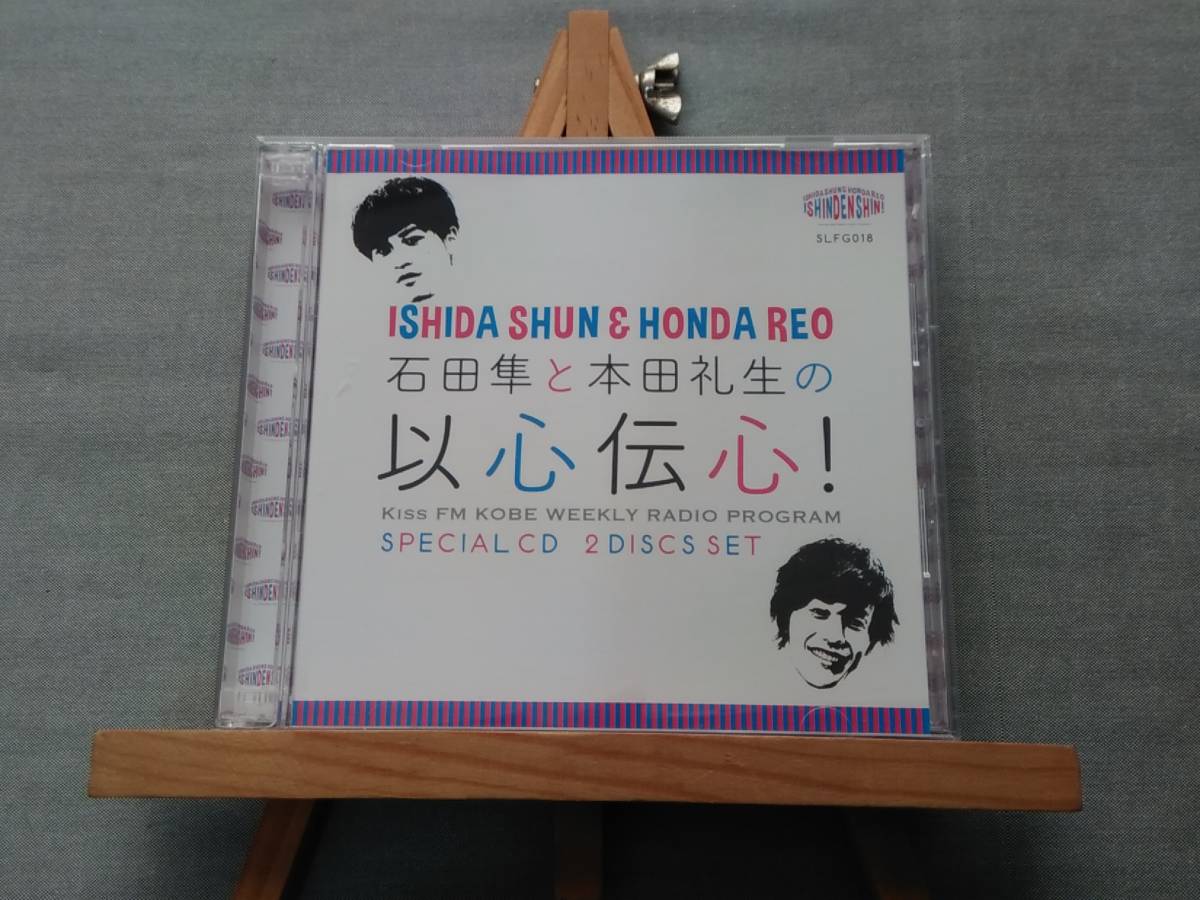 ISHIDA SHUN & HONDA REO
ISHINDENSHIN!
SLFG018
ISHIDA SHUN & HONDA REO
石田隼と本田礼生の
以心伝心!
KISS FM KOBE WEEKLY RADIO PROGRAM
SPECIAL CD 2 DISCS SET